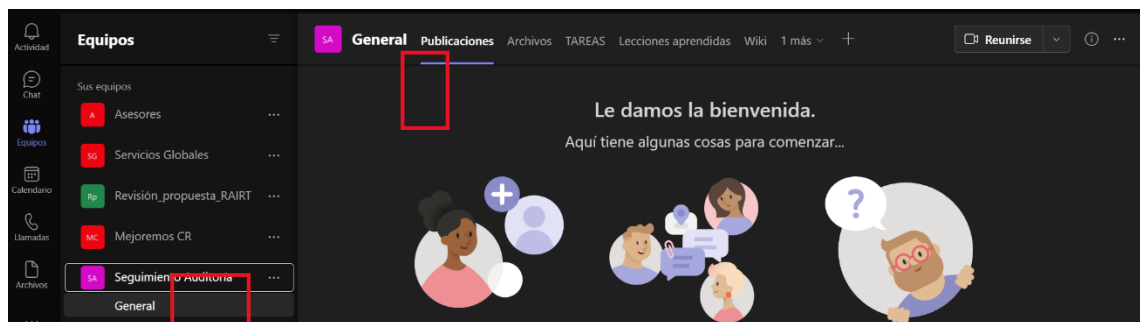 Actividad
Chat
Equipos
Calendario
Llamadas
Archivos
Equipos
Sus equipos
A Asesores
SG Servicios Globales
Rp Revisión_propuesta_RAIRT
MC Mejoremos CR
SA Seguimiento Auditoria
General
SA General Publicaciones Archivos TAREAS Lecciones aprendidas Wiki 1 más
Reunirse
Le damos la bienvenida.
Aquí tiene algunas cosas para comenzar...
?